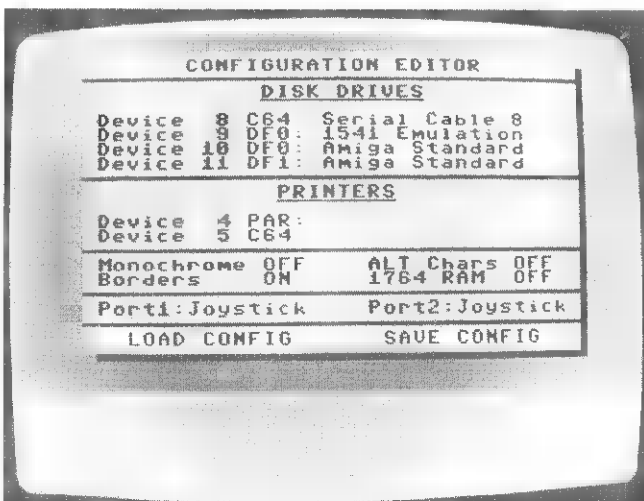 CONFIGURATION EDITOR
DISK DRIVES
Device 8 C64 Serial Cable 8
Device 9 DF0: 1541 Emulation
Device 10 DF0: Amiga Standard
Device 11 DF1: Amiga Standard
PRINTERS
Device 4 PAR:
Device 5 C64
Monochrome OFF ALT Chars OFF
Borders ON 1764 RAM OFF
Port1:Joystick Port2:Joystick
LOAD CONFIG SAVE CONFIG